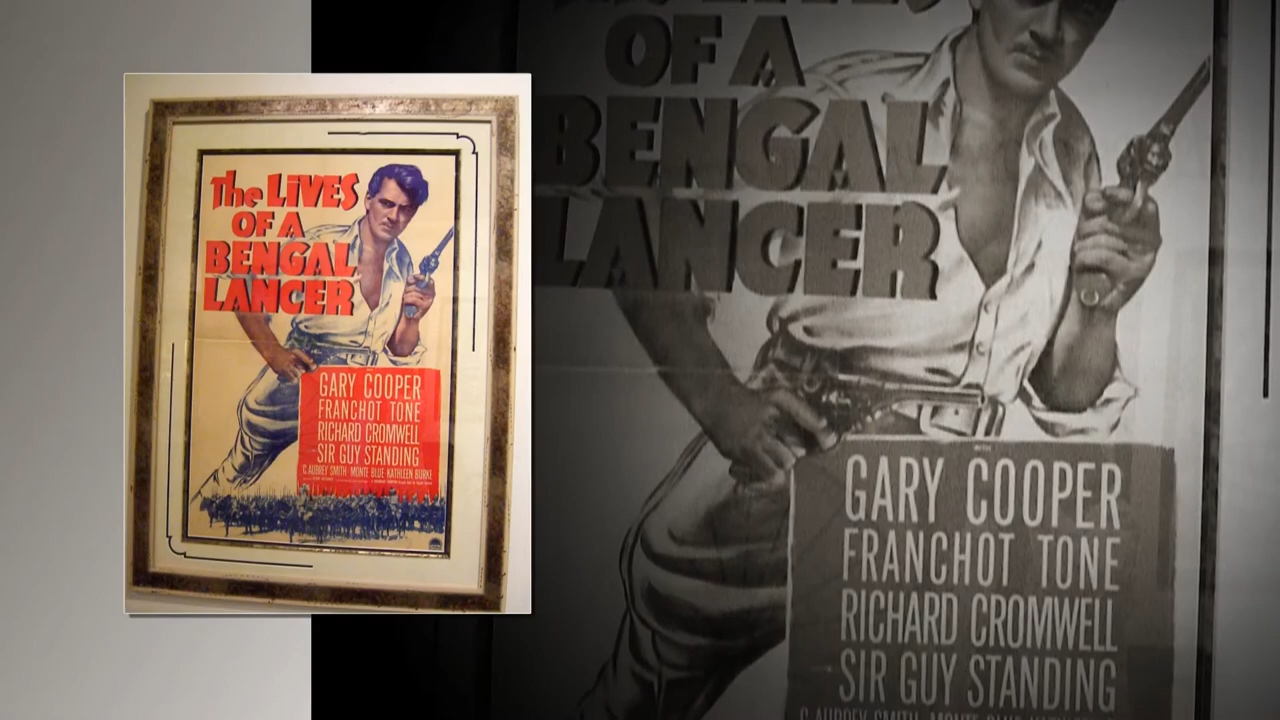 The LIVES
OF A
BENGAL
LANCER
GARY COOPER
FRANCHOT TONE
RICHARD CROMWELL
SIR GUY STANDING
C. AUBREY SMITH MONTE BLUE KATHLEEN BURKE
OF A
BENGAL
LANCER
WITH
GARY COOPER
FRANCHOT TONE
RICHARD CROMWELL
SIR GUY STANDING